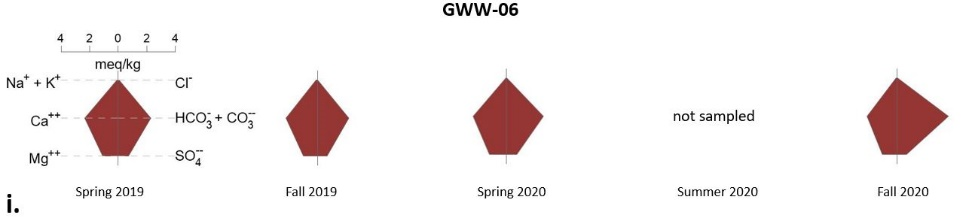 GWW-06
4 2 0 2 4
meq/kg
Na⁺ + K⁺ Cl⁻
Ca⁺⁺ HCO₃⁻ + CO₃⁻⁻
Mg⁺⁺ SO₄⁻⁻
not sampled
Spring 2019 Fall 2019 Spring 2020 Summer 2020 Fall 2020
i.